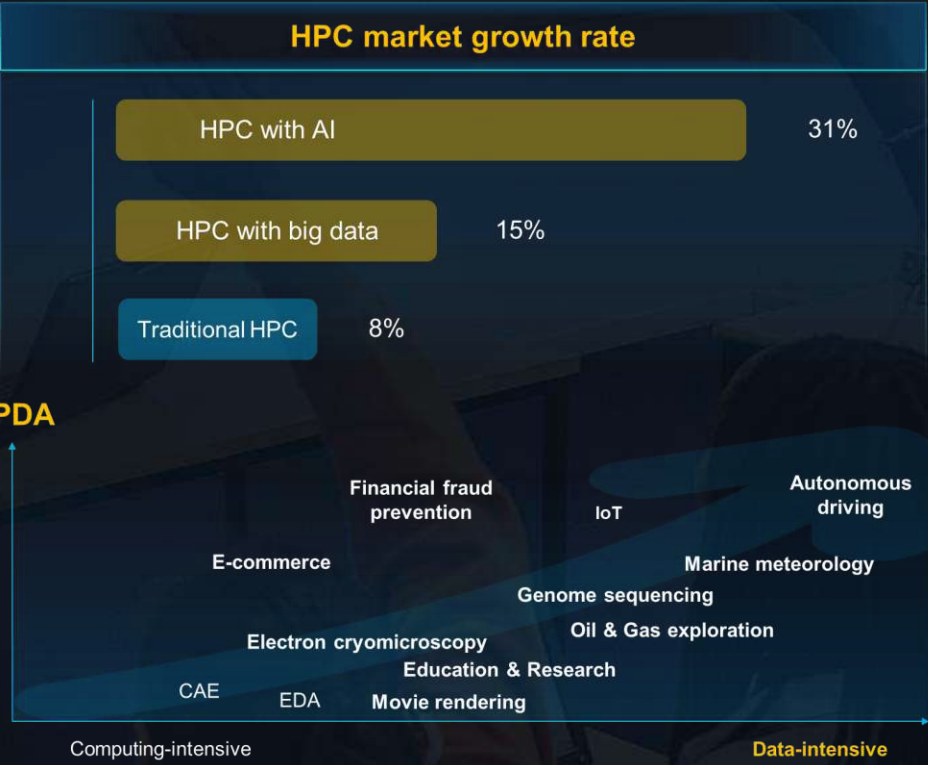 HPC market growth rate
HPC with AI
31%
HPC with big data
15%
Traditional HPC
8%
PDA
Financial fraud
prevention
IoT
Autonomous
driving
E-commerce
Marine meteorology
Genome sequencing
Oil & Gas exploration
Electron cryomicroscopy
Education & Research
CAE
EDA
Movie rendering
Computing-intensive
Data-intensive